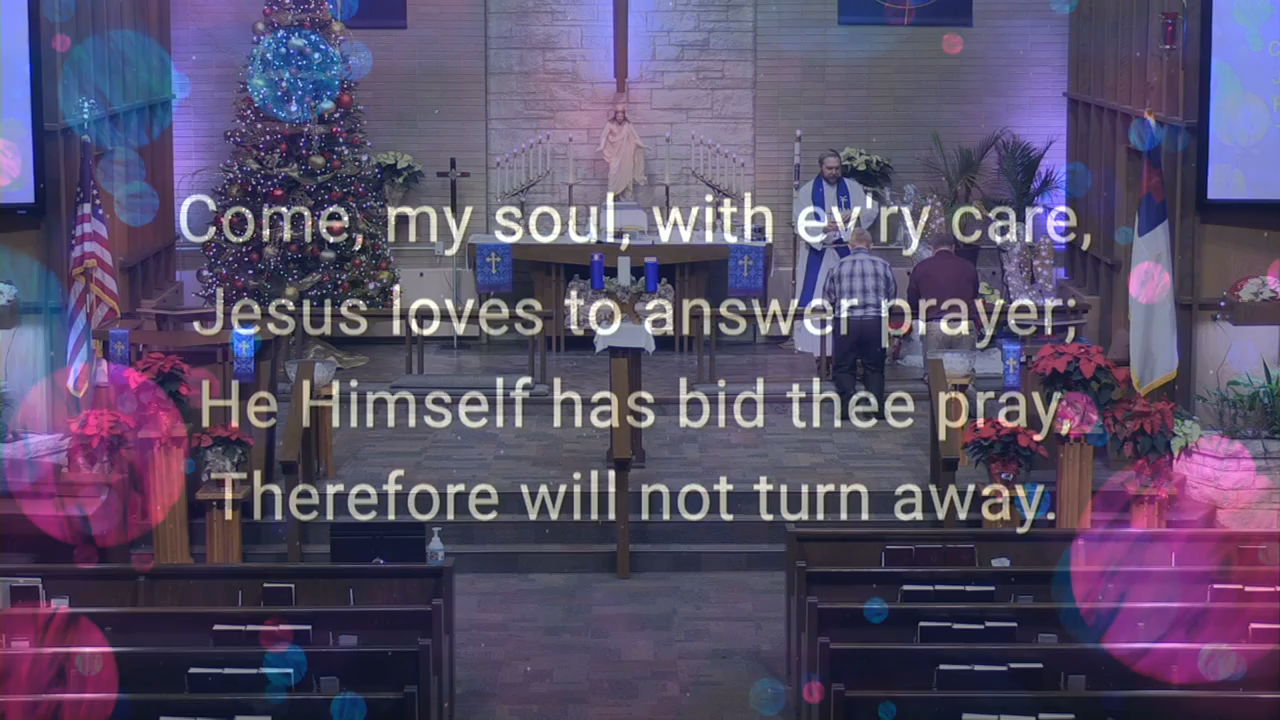 Come, my soul, with ev'ry care,
Jesus loves to answer prayer;
He Himself has bid thee pray,
Therefore will not turn away.